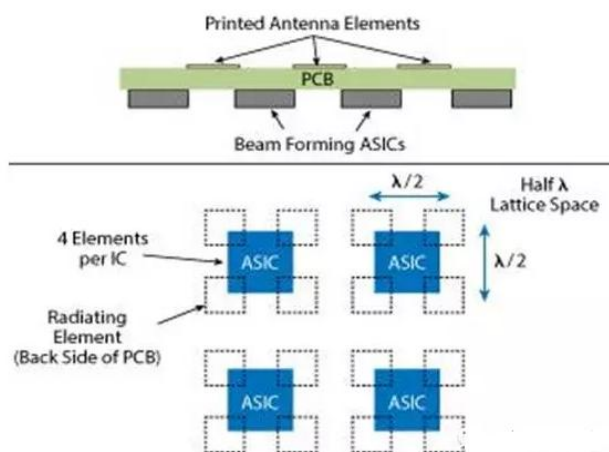 Printed Antenna Elements
PCB
Beam Forming ASICs
λ/2
Half λ
Lattice Space
4 Elements
per IC
ASIC
ASIC
λ/2
Radiating
Element
(Back Side of PCB)
ASIC
ASIC